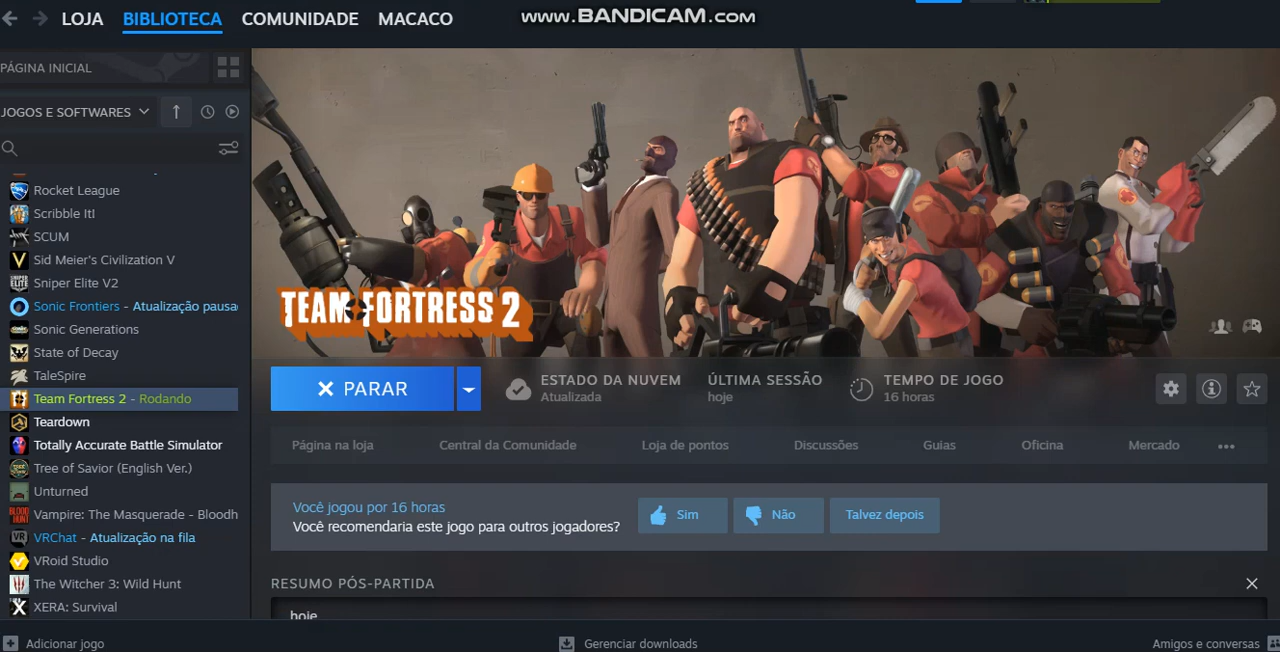 LOJA BIBLIOTECA COMUNIDADE MACACO
www.BANDICAM.com
PÁGINA INICIAL
JOGOS E SOFTWARES
Rocket League
Scribble It!
SCUM
Sid Meier's Civilization V
Sniper Elite V2
Sonic Frontiers - Atualização pausa
Sonic Generations
State of Decay
TaleSpire
Team Fortress 2 - Rodando
Teardown
Totally Accurate Battle Simulator
Tree of Savior (English Ver.)
Unturned
Vampire: The Masquerade - Bloodh
VRChat - Atualização na fila
VRoid Studio
The Witcher 3: Wild Hunt
XERA: Survival
TEAM FORTRESS 2
PARAR
ESTADO DA NUVEM
Atualizada
ÚLTIMA SESSÃO
hoje
TEMPO DE JOGO
16 horas
Página na loja Central da Comunidade Loja de pontos Discussões Guias Oficina Mercado
Você jogou por 16 horas
Você recomendaria este jogo para outros jogadores?
Sim Não Talvez depois
RESUMO PÓS-PARTIDA
hoje
Adicionar jogo Gerenciar downloads Amigos e conversas